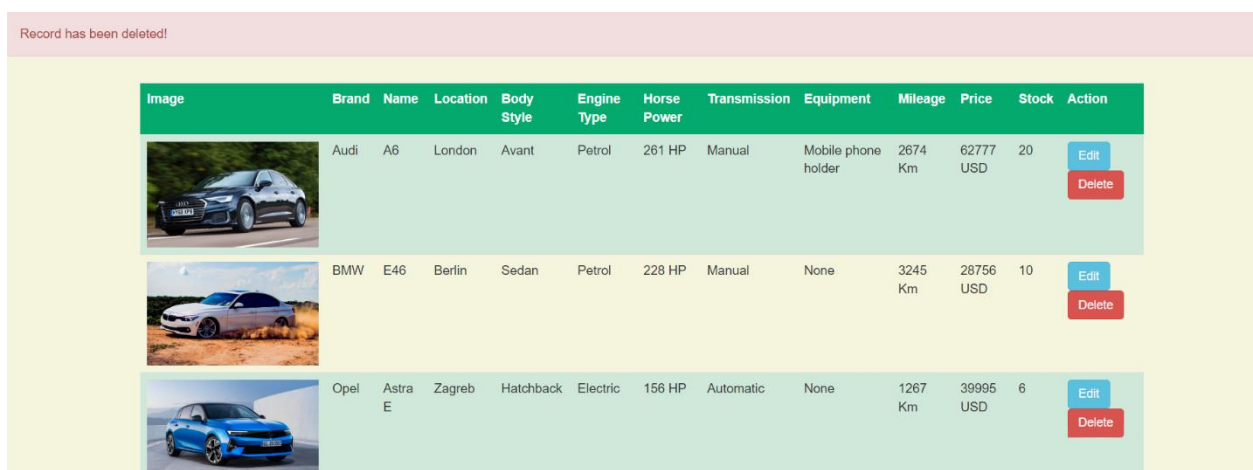 Record has been deleted!
Image Brand Name Location Body Style Engine Type Horse Power Transmission Equipment Mileage Price Stock Action
Audi A6 London Avant Petrol 261 HP Manual Mobile phone holder 2674 Km 62777 USD 20 Edit
Delete
BMW E46 Berlin Sedan Petrol 228 HP Manual None 3245 Km 28756 USD 10 Edit
Delete
Opel Astra E Zagreb Hatchback Electric 156 HP Automatic None 1267 Km 39995 USD 6 Edit
Delete